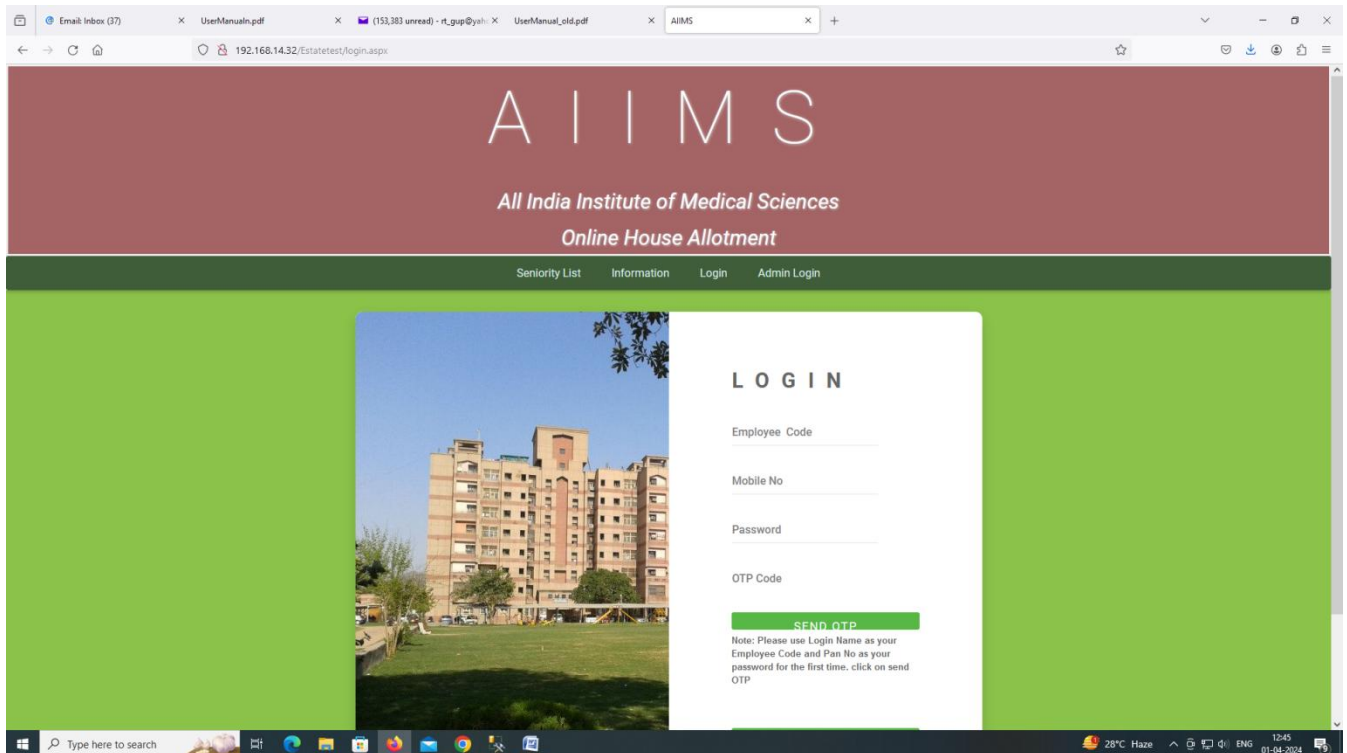 Email: Inbox (37)
UserManualn.pdf
(153,383 unread) - rt_gup@yah
UserManual_old.pdf
AIIMS
192.168.14.32/Estatetest/login.aspx
A I I M S
All India Institute of Medical Sciences
Online House Allotment
Seniority List Information Login Admin Login
LOGIN
Employee Code
Mobile No
Password
OTP Code
SEND OTP
Note: Please use Login Name as your
Employee Code and Pan No as your
password for the first time. click on send
OTP
Type here to search
28°C Haze
ENG
12:45
01-04-2024